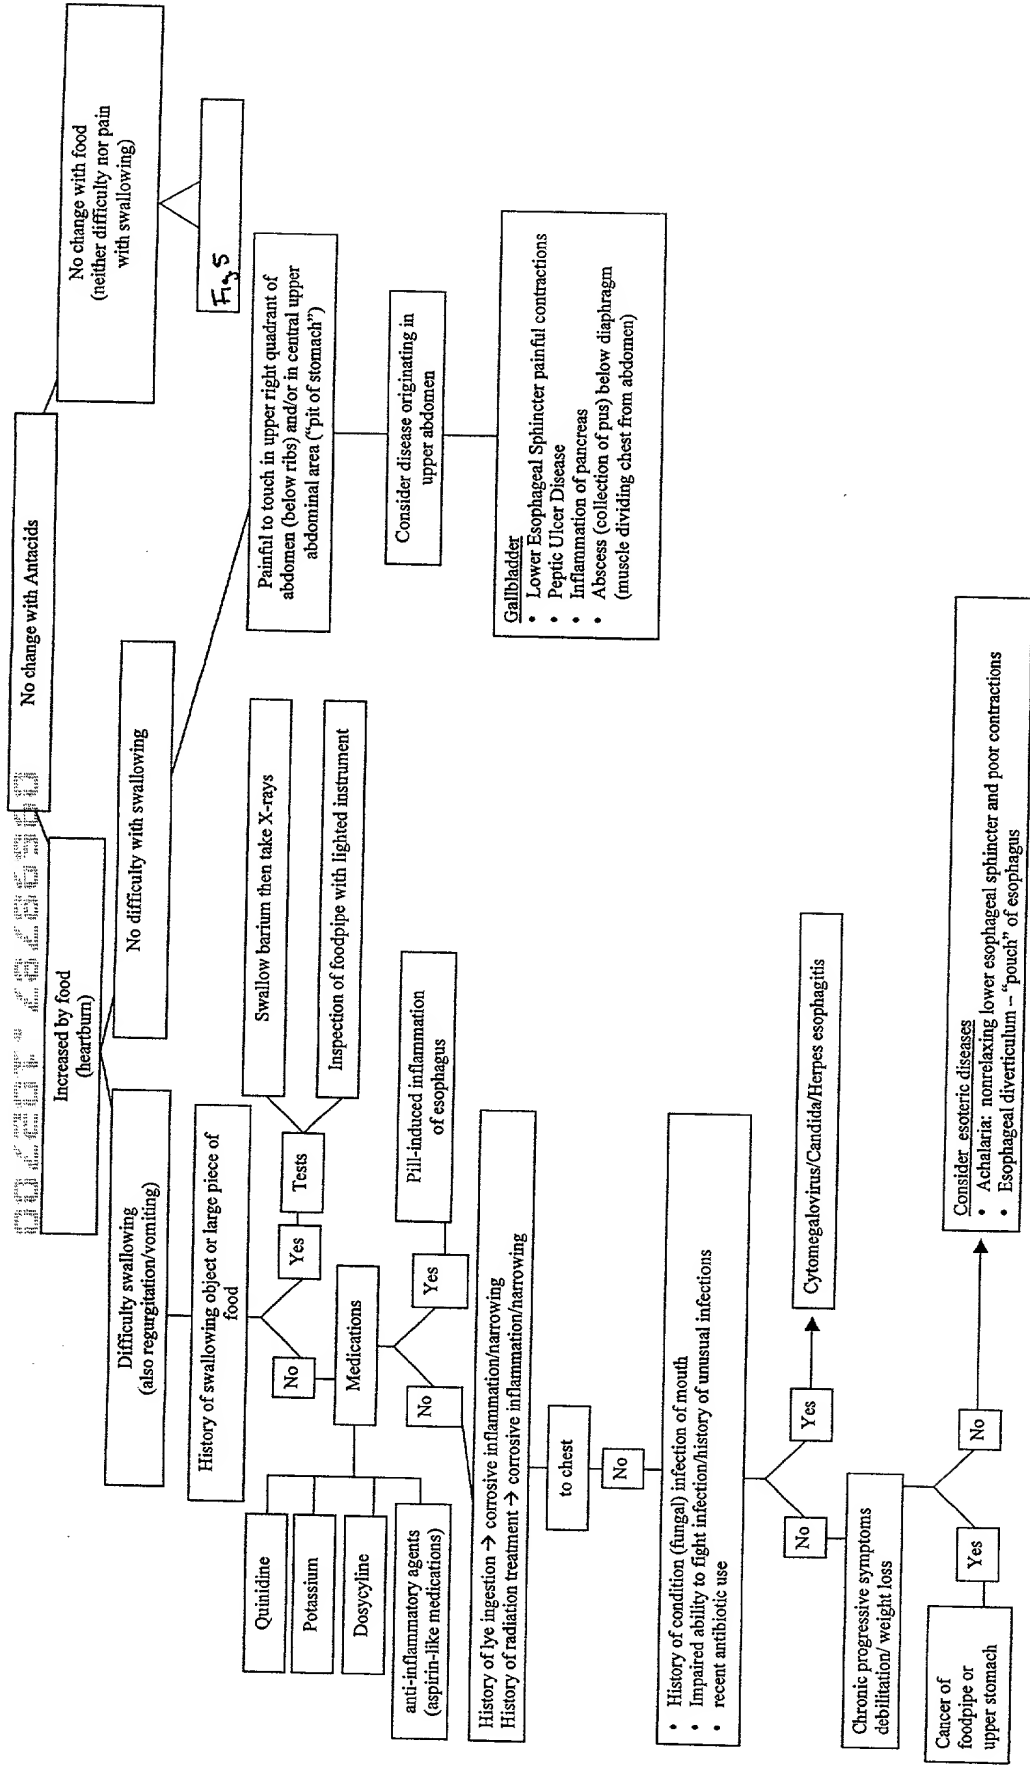 No change with Antacids
Increased by food
(heartburn)
No change with food
(neither difficulty nor pain
with swallowing)
Fig 5
Difficulty swallowing
(also regurgitation/vomiting)
No difficulty with swallowing
Painful to touch in upper right quadrant of
abdomen (below ribs) and/or in central upper
abdominal area ("pit of stomach")
Consider disease originating in
upper abdomen
Gallbladder
• Lower Esophageal Sphincter painful contractions
• Peptic Ulcer Disease
• Inflammation of pancreas
• Abscess (collection of pus) below diaphragm
(muscle dividing chest from abdomen)
History of swallowing object or large piece of
food
No
Yes
Tests
Swallow barium then take X-rays
Inspection of foodpipe with lighted instrument
Medications
Quinidine
Potassium
Dosycyline
anti-inflammatory agents
(aspirin-like medications)
No
Yes
Pill-induced inflammation
of esophagus
History of lye ingestion → corrosive inflammation/narrowing
History of radiation treatment → corrosive inflammation/narrowing
to chest
No
• History of condition (fungal) infection of mouth
• Impaired ability to fight infection/history of unusual infections
• recent antibiotic use
No
Yes
Cytomegalovirus/Candida/Herpes esophagitis
Chronic progressive symptoms
debilitation/ weight loss
Yes
No
Cancer of
foodpipe or
upper stomach
Consider esoteric diseases
• Achalaria: nonrelaxing lower esophageal sphincter and poor contractions
• Esophageal diverticulum – "pouch" of esophagus